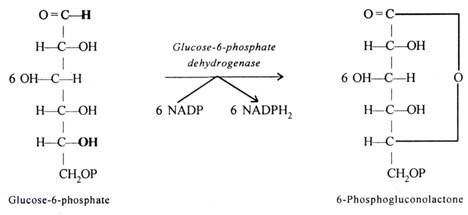 O=C—H
H—C—OH
6 OH—C—H
H—C—OH
H—C—OH
CH₂OP
Glucose-6-phosphate
Glucose-6-phosphate
dehydrogenase
6 NADP
6 NADPH₂
O=C
H—C—OH
6 OH—C—H
H—C—OH
H—C
CH₂OP
O
6-Phosphogluconolactone